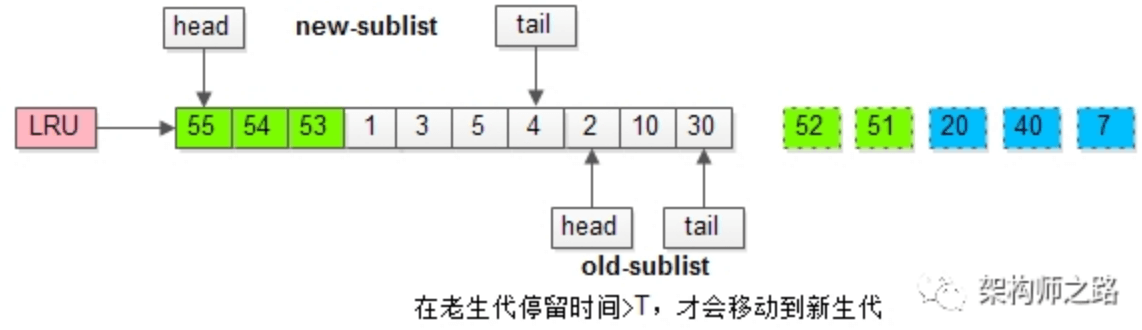 head new-sublist tail
LRU 55 54 53 1 3 5 4 2 10 30 52 51 20 40 7
head tail
old-sublist
在老生代停留时间>T，才会移动到新生代
架构师之路